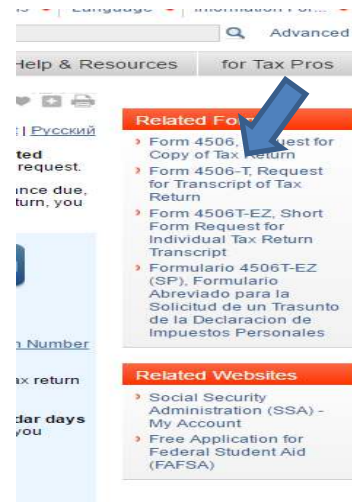 Language
Information For...
Advanced
Help & Resources for Tax Pros
| Русский
ted
request.
nce due,
turn, you
n Number
ax return
dar days
you
Related
Form 4506, Request for
Copy of Tax Return
Form 4506-T, Request
for Transcript of Tax
Return
Form 4506T-EZ, Short
Form Request for
Individual Tax Return
Transcript
Formulario 4506T-EZ
(SP), Formulario
Abreviado para la
Solicitud de un Trasunto
de la Declaracion de
Impuestos Personales
Related Websites
Social Security
Administration (SSA) -
My Account
Free Application for
Federal Student Aid
(FAFSA)